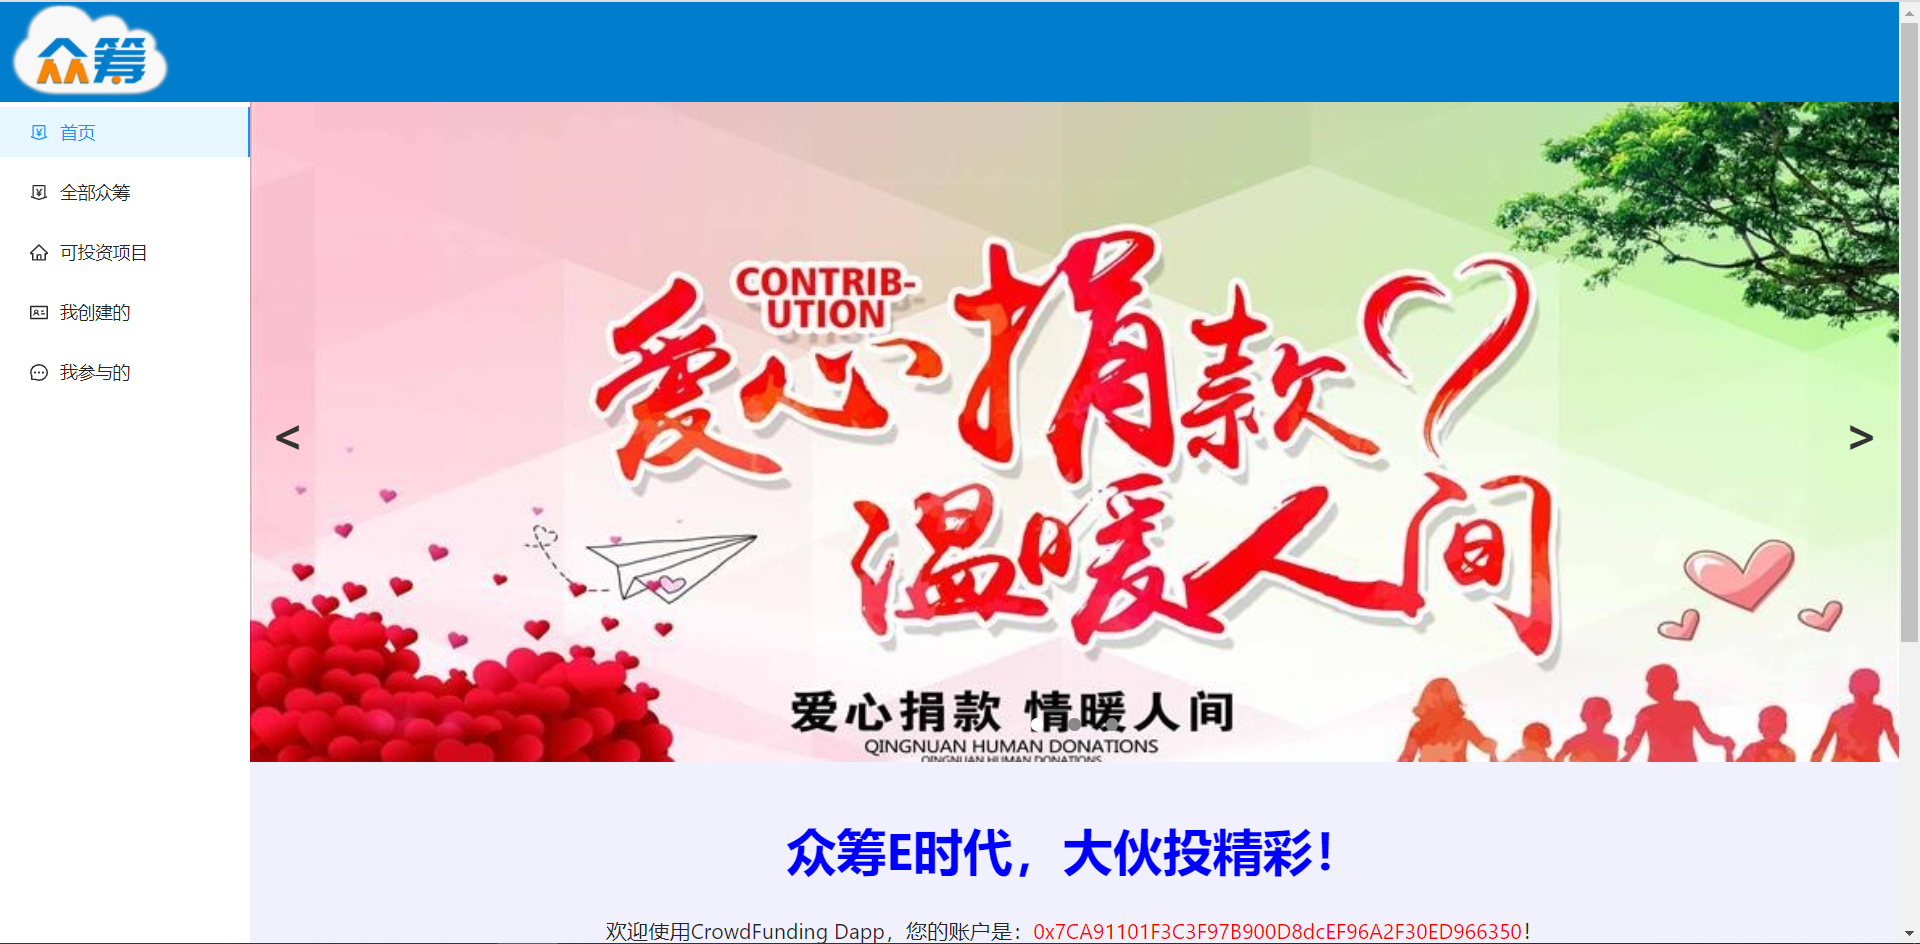 众筹
首页
全部众筹
可投资项目
我创建的
我参与的
CONTRIB-
UTION
爱心捐款
温暖人间
<
>
爱心捐款 情暖人间
QINGNUAN HUMAN DONATIONS
QINGNUAN HUMAN DONATIONS
众筹E时代，大伙投精彩！
欢迎使用CrowdFunding Dapp，您的账户是：0x7CA91101F3C3F97B900D8dcEF96A2F30ED966350！